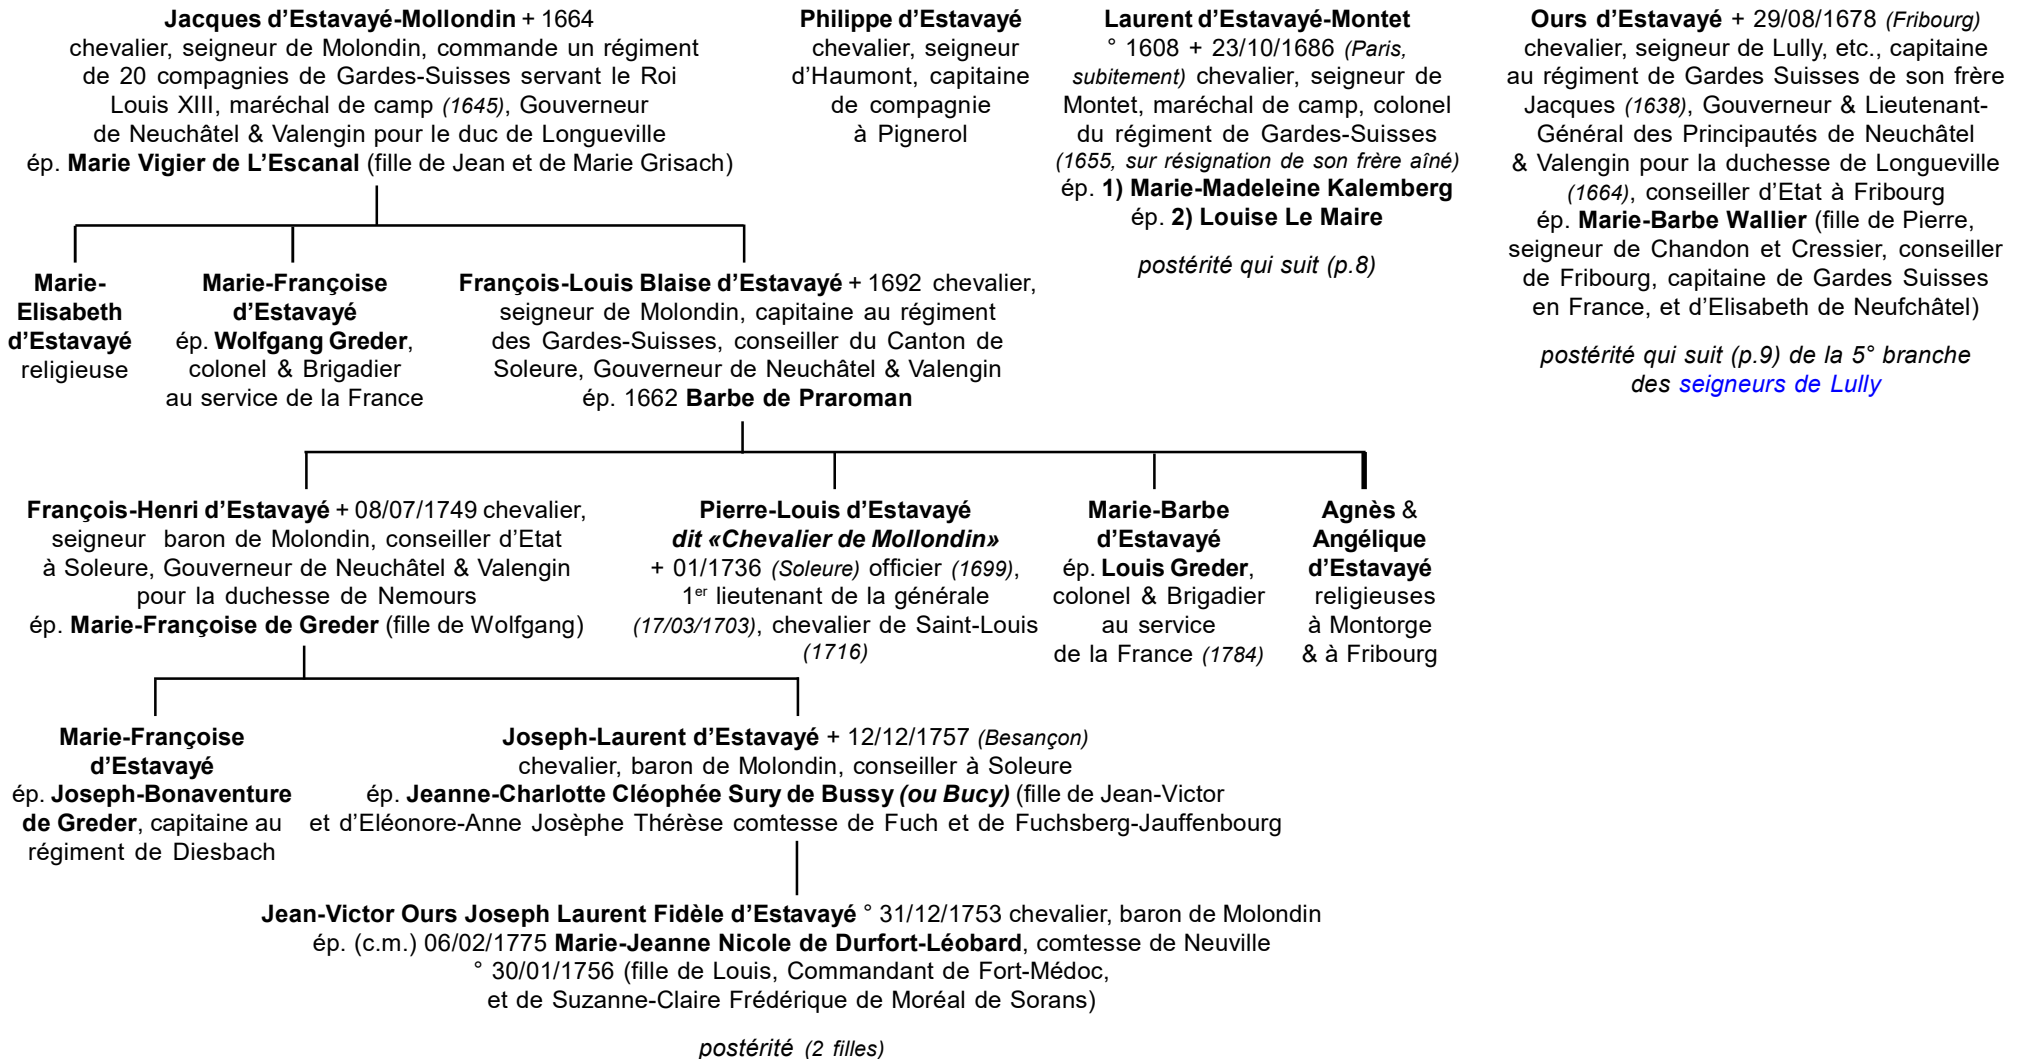 Jacques d’Estavayé-Mollondin + 1664
chevalier, seigneur de Molondin, commande un régiment
de 20 compagnies de Gardes-Suisses servant le Roi
Louis XIII, maréchal de camp (1645), Gouverneur
de Neuchâtel & Valengin pour le duc de Longueville
ép. Marie Vigier de L’Escanal (fille de Jean et de Marie Grisach)
Philippe d’Estavayé
chevalier, seigneur
d’Haumont, capitaine
de compagnie
à Pignerol
Laurent d’Estavayé-Montet
° 1608 + 23/10/1686 (Paris,
subitement) chevalier, seigneur de
Montet, maréchal de camp, colonel
du régiment de Gardes-Suisses
(1655, sur résignation de son frère aîné)
ép. 1) Marie-Madeleine Kalemberg
ép. 2) Louise Le Maire
postérité qui suit (p.8)
Ours d’Estavayé + 29/08/1678 (Fribourg)
chevalier, seigneur de Lully, etc., capitaine
au régiment de Gardes Suisses de son frère
Jacques (1638), Gouverneur & Lieutenant-
Général des Principautés de Neuchâtel
& Valengin pour la duchesse de Longueville
(1664), conseiller d’Etat à Fribourg
ép. Marie-Barbe Wallier (fille de Pierre,
seigneur de Chandon et Cressier, conseiller
de Fribourg, capitaine de Gardes Suisses
en France, et d’Elisabeth de Neufchâtel)
postérité qui suit (p.9) de la 5° branche
des seigneurs de Lully
Marie-
Elisabeth
d’Estavayé
religieuse
Marie-Françoise
d’Estavayé
ép. Wolfgang Greder,
colonel & Brigadier
au service de la France
François-Louis Blaise d’Estavayé + 1692 chevalier,
seigneur de Molondin, capitaine au régiment
des Gardes-Suisses, conseiller du Canton de
Soleure, Gouverneur de Neuchâtel & Valengin
ép. 1662 Barbe de Praroman
François-Henri d’Estavayé + 08/07/1749 chevalier,
seigneur baron de Molondin, conseiller d’Etat
à Soleure, Gouverneur de Neuchâtel & Valengin
pour la duchesse de Nemours
ép. Marie-Françoise de Greder (fille de Wolfgang)
Pierre-Louis d’Estavayé
dit «Chevalier de Mollondin»
+ 01/1736 (Soleure) officier (1699),
1er lieutenant de la générale
(17/03/1703), chevalier de Saint-Louis
(1716)
Marie-Barbe
d’Estavayé
ép. Louis Greder,
colonel & Brigadier
au service
de la France (1784)
Agnès &
Angélique
d’Estavayé
religieuses
à Montorge
& à Fribourg
Marie-Françoise
d’Estavayé
ép. Joseph-Bonaventure
de Greder, capitaine au
régiment de Diesbach
Joseph-Laurent d’Estavayé + 12/12/1757 (Besançon)
chevalier, baron de Molondin, conseiller à Soleure
ép. Jeanne-Charlotte Cléophée Sury de Bussy (ou Bucy) (fille de Jean-Victor
et d’Eléonore-Anne Josèphe Thérèse comtesse de Fuch et de Fuchsberg-Jauffenbourg
Jean-Victor Ours Joseph Laurent Fidèle d’Estavayé ° 31/12/1753 chevalier, baron de Molondin
ép. (c.m.) 06/02/1775 Marie-Jeanne Nicole de Durfort-Léobard, comtesse de Neuville
° 30/01/1756 (fille de Louis, Commandant de Fort-Médoc,
et de Suzanne-Claire Frédérique de Moréal de Sorans)
postérité (2 filles)